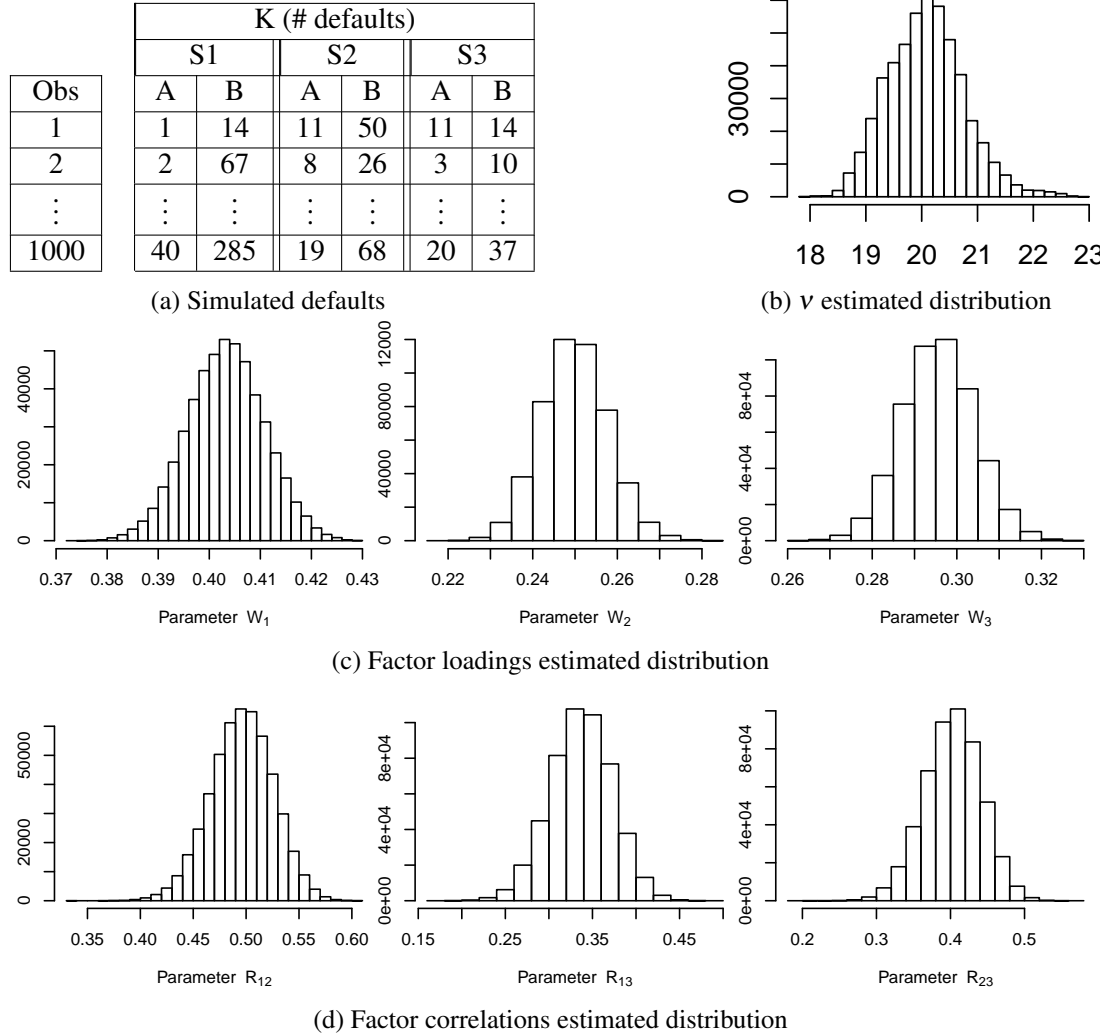 K (# defaults)
S1 S2 S3
Obs A B A B A B
1 1 14 11 50 11 14
2 2 67 8 26 3 10
⋮ ⋮ ⋮ ⋮ ⋮ ⋮ ⋮
1000 40 285 19 68 20 37
(a) Simulated defaults
0 30000
18 19 20 21 22 23
(b) ν estimated distribution
0 20000 40000
0.37 0.38 0.39 0.40 0.41 0.42 0.43
Parameter W1
0 40000 80000 12000
0.22 0.24 0.26 0.28
Parameter W2
0e+00 4e+04 8e+04
0.26 0.28 0.30 0.32
Parameter W3
(c) Factor loadings estimated distribution
0 20000 50000
0.35 0.40 0.45 0.50 0.55 0.60
Parameter R12
0e+00 4e+04 8e+04
0.15 0.25 0.35 0.45
Parameter R13
0e+00 4e+04 8e+04
0.2 0.3 0.4 0.5
Parameter R23
(d) Factor correlations estimated distribution